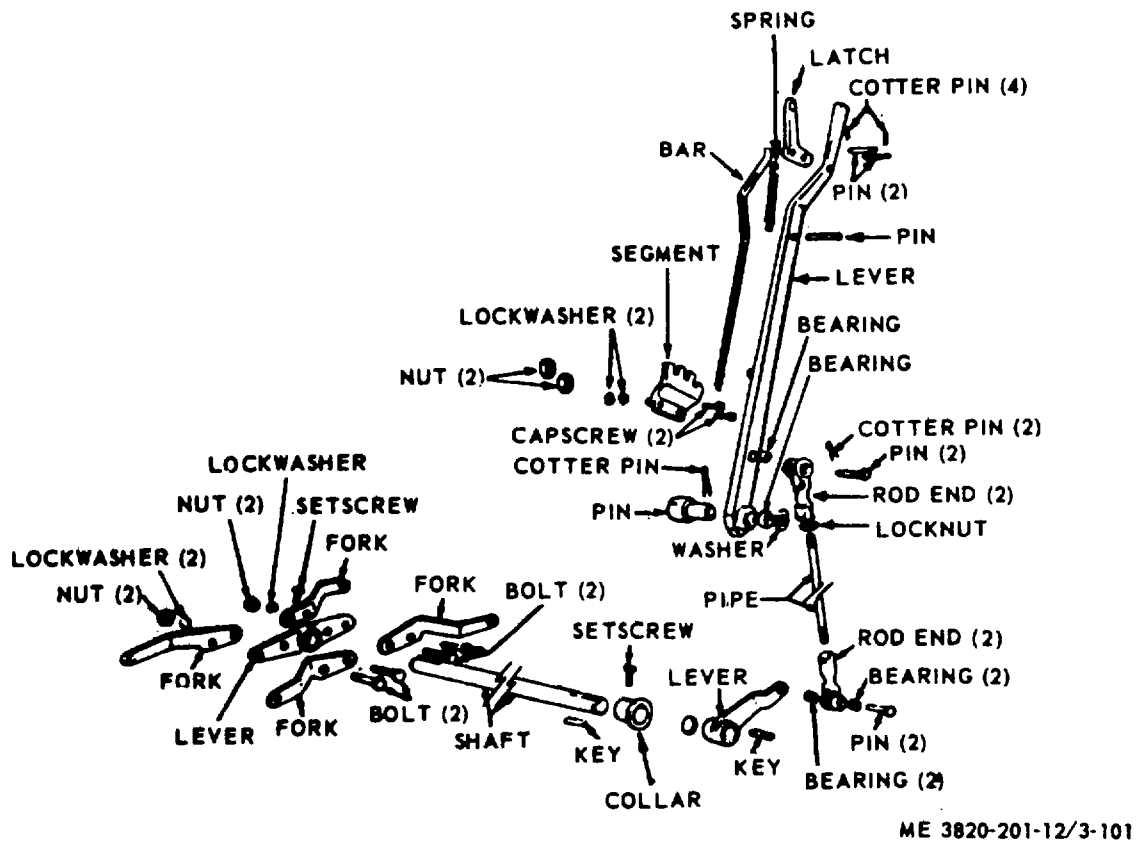 SPRING
LATCH
COTTER PIN (4)
BAR
PIN (2)
PIN
SEGMENT
LEVER
LOCKWASHER (2)
BEARING
NUT (2)
BEARING
CAPSCREW (2)
COTTER PIN (2)
LOCKWASHER
COTTER PIN
PIN (2)
NUT (2)
SETSCREW
ROD END (2)
PIN
LOCKNUT
LOCKWASHER (2)
FORK
WASHER
NUT (2)
FORK
BOLT (2)
PIPE
SETSCREW
ROD END (2)
FORK
LEVER
BEARING (2)
LEVER
FORK
BOLT (2)
SHAFT
KEY
KEY
PIN (2)
BEARING (2)
COLLAR
ME 3820-201-12/3-101